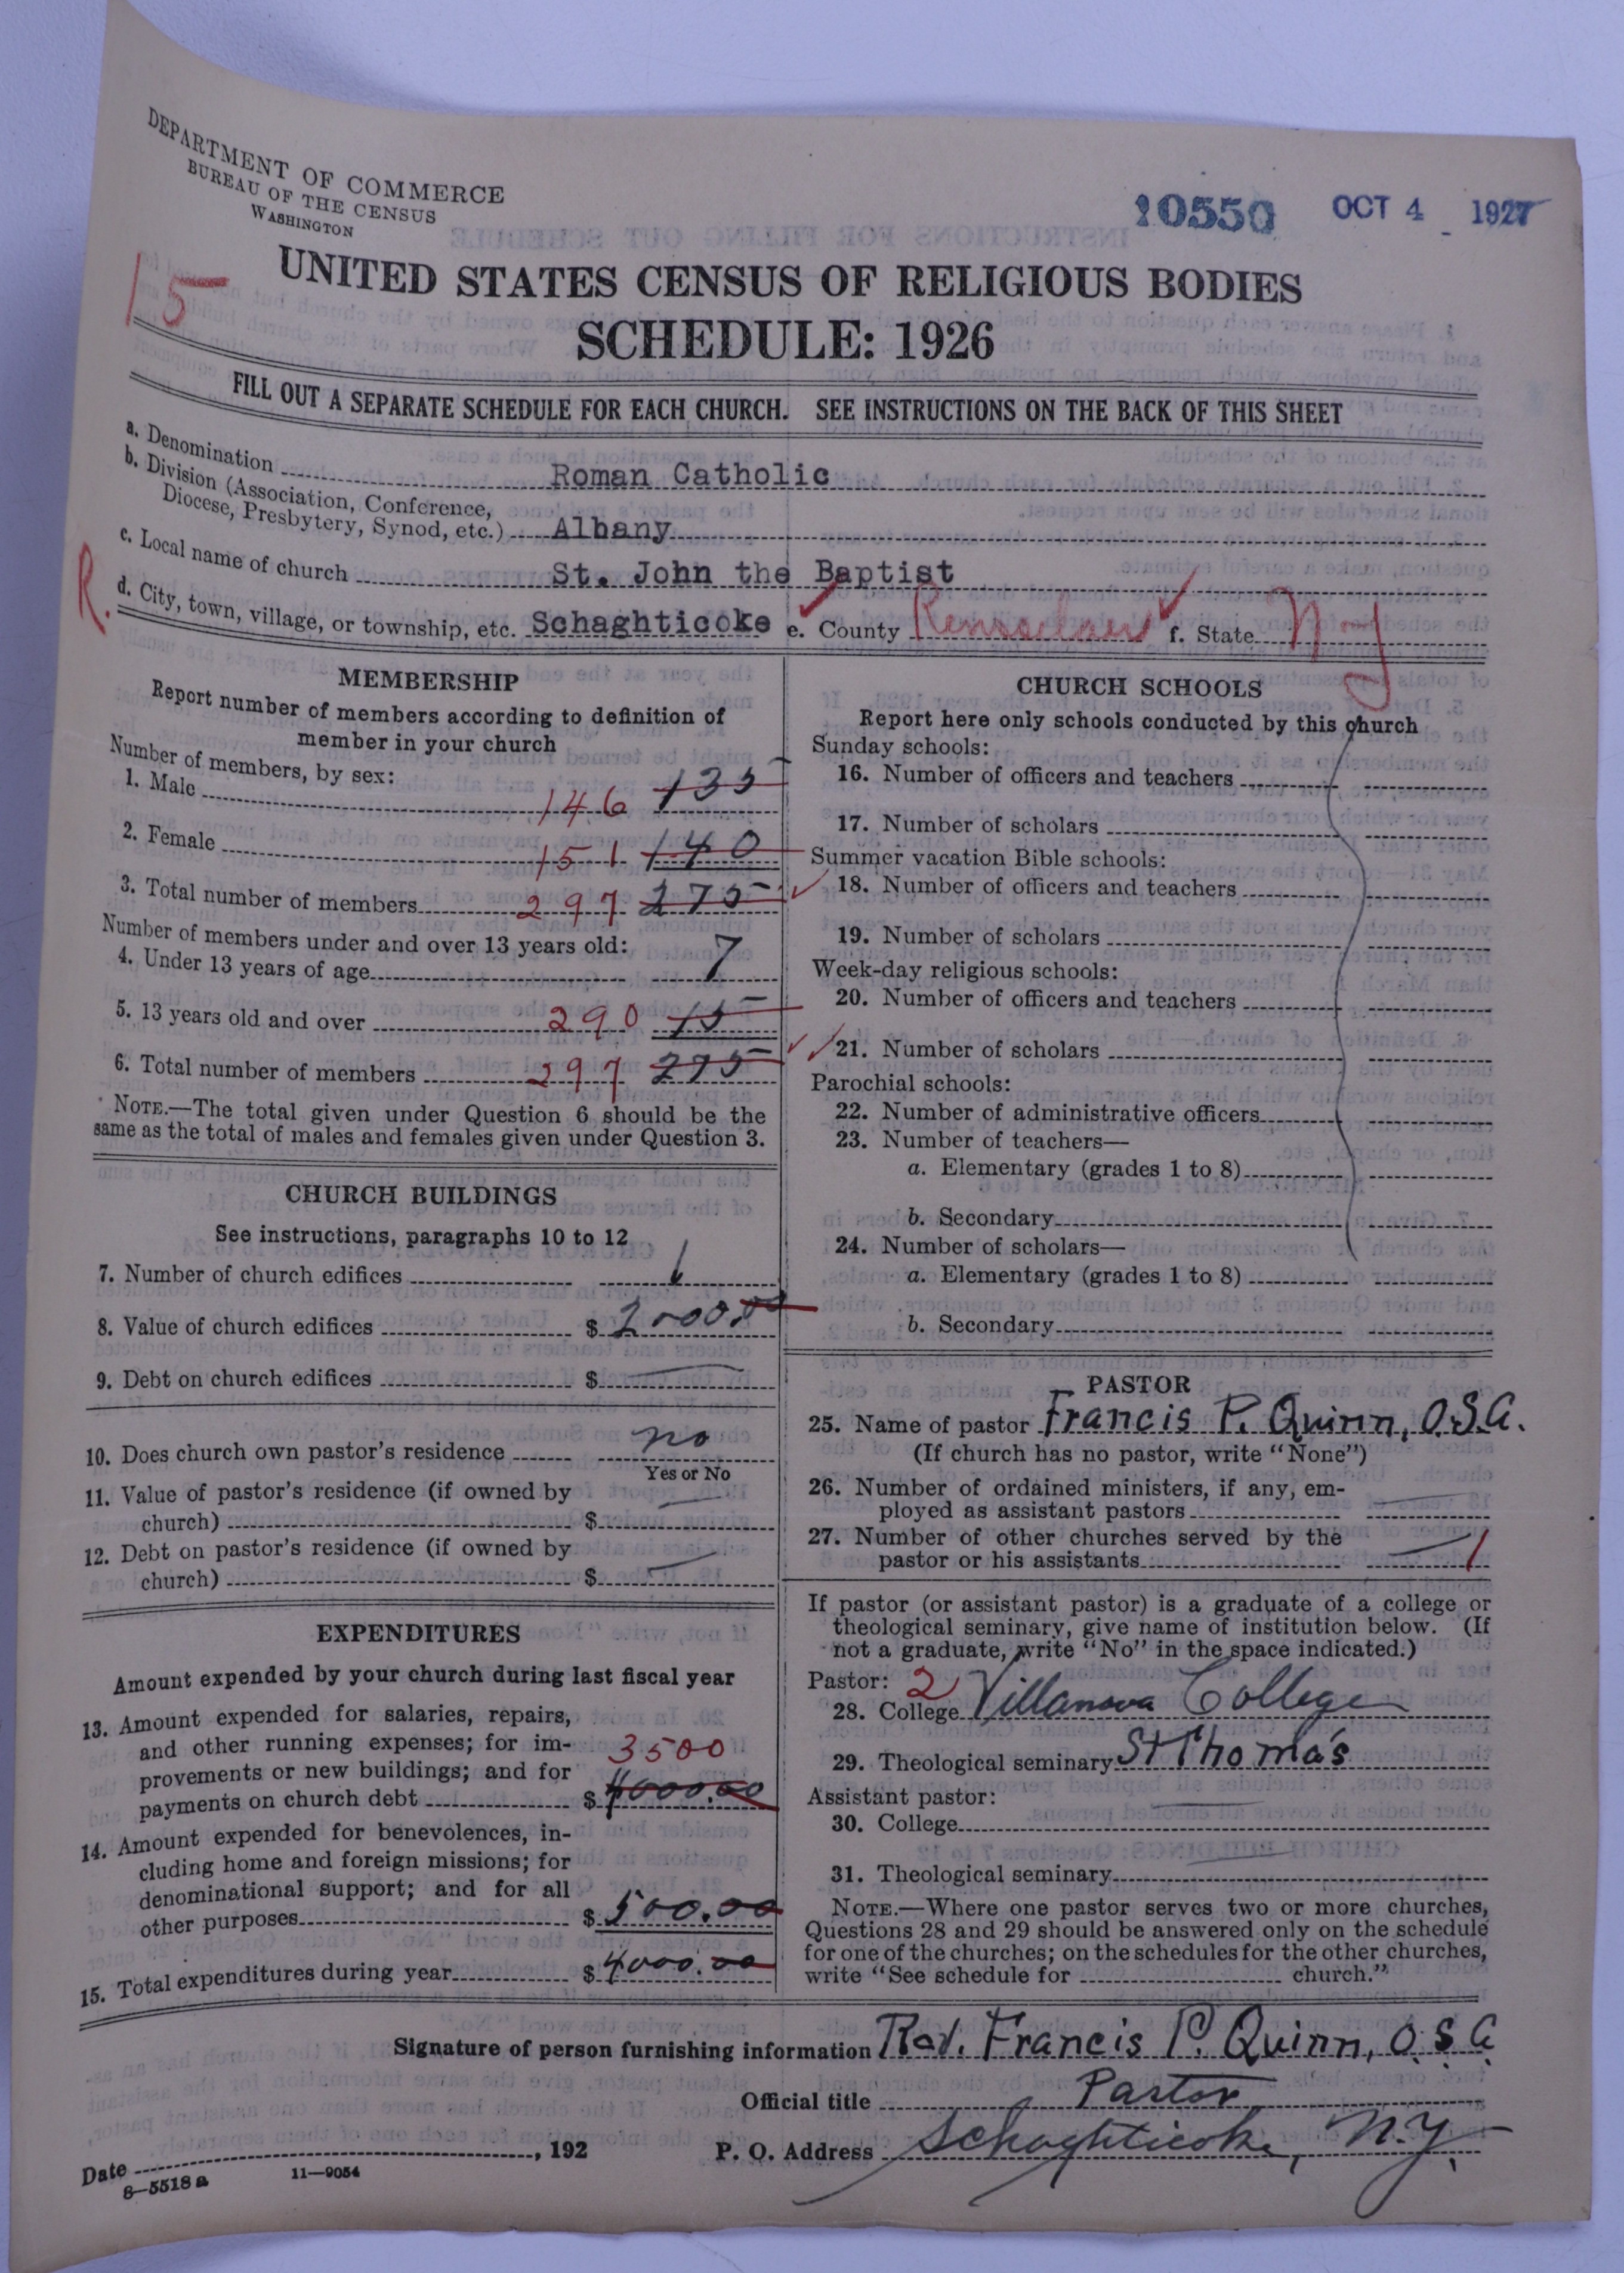 DEPARTMENT OF COMMERCE
BUREAU OF THE CENSUS
WASHINGTON
10550 OCT 4 1927
15
UNITED STATES CENSUS OF RELIGIOUS BODIES
SCHEDULE: 1926
FILL OUT A SEPARATE SCHEDULE FOR EACH CHURCH. SEE INSTRUCTIONS ON THE BACK OF THIS SHEET
a. Denomination Roman Catholic
b. Division (Association, Conference,
Diocese, Presbytery, Synod, etc.) Albany
c. Local name of church St. John the Baptist
R.
d. City, town, village, or township, etc. Schaghticoke e. County Rensselaer f. State N Y
MEMBERSHIP
Report number of members according to definition of
member in your church
Number of members, by sex:
1. Male 146 135
2. Female 151 140
3. Total number of members 297 275
Number of members under and over 13 years old:
4. Under 13 years of age 7
5. 13 years old and over 290 15
6. Total number of members 297 275
NOTE.—The total given under Question 6 should be the
same as the total of males and females given under Question 3.
CHURCH BUILDINGS
See instructions, paragraphs 10 to 12
7. Number of church edifices 1
8. Value of church edifices $ 2000.00
9. Debt on church edifices $
10. Does church own pastor's residence no
Yes or No
11. Value of pastor's residence (if owned by
church) $
12. Debt on pastor's residence (if owned by
church) $
EXPENDITURES
Amount expended by your church during last fiscal year
13. Amount expended for salaries, repairs,
and other running expenses; for im-
provements or new buildings; and for 3500
payments on church debt $ 4000.00
14. Amount expended for benevolences, in-
cluding home and foreign missions; for
denominational support; and for all
other purposes $ 500.00
15. Total expenditures during year $ 4000.00
CHURCH SCHOOLS
Report here only schools conducted by this church
Sunday schools:
16. Number of officers and teachers
17. Number of scholars
Summer vacation Bible schools:
18. Number of officers and teachers
19. Number of scholars
Week-day religious schools:
20. Number of officers and teachers
21. Number of scholars
Parochial schools:
22. Number of administrative officers
23. Number of teachers—
a. Elementary (grades 1 to 8)
b. Secondary
24. Number of scholars—
a. Elementary (grades 1 to 8)
b. Secondary
PASTOR
25. Name of pastor Francis P. Quinn, O.S.A.
(If church has no pastor, write "None")
26. Number of ordained ministers, if any, em-
ployed as assistant pastors
27. Number of other churches served by the
pastor or his assistants 1
If pastor (or assistant pastor) is a graduate of a college or
theological seminary, give name of institution below. (If
not a graduate, write "No" in the space indicated.)
Pastor: 2
28. College Villanova College
29. Theological seminary St Thoma's
Assistant pastor:
30. College
31. Theological seminary
NOTE.—Where one pastor serves two or more churches,
Questions 28 and 29 should be answered only on the schedule
for one of the churches; on the schedules for the other churches,
write "See schedule for church."
Signature of person furnishing information Rev. Francis P. Quinn, O.S.A.
Official title Pastor
Date , 192 P. O. Address Schaghticoke, N.Y.
8—5518 a 11—9054